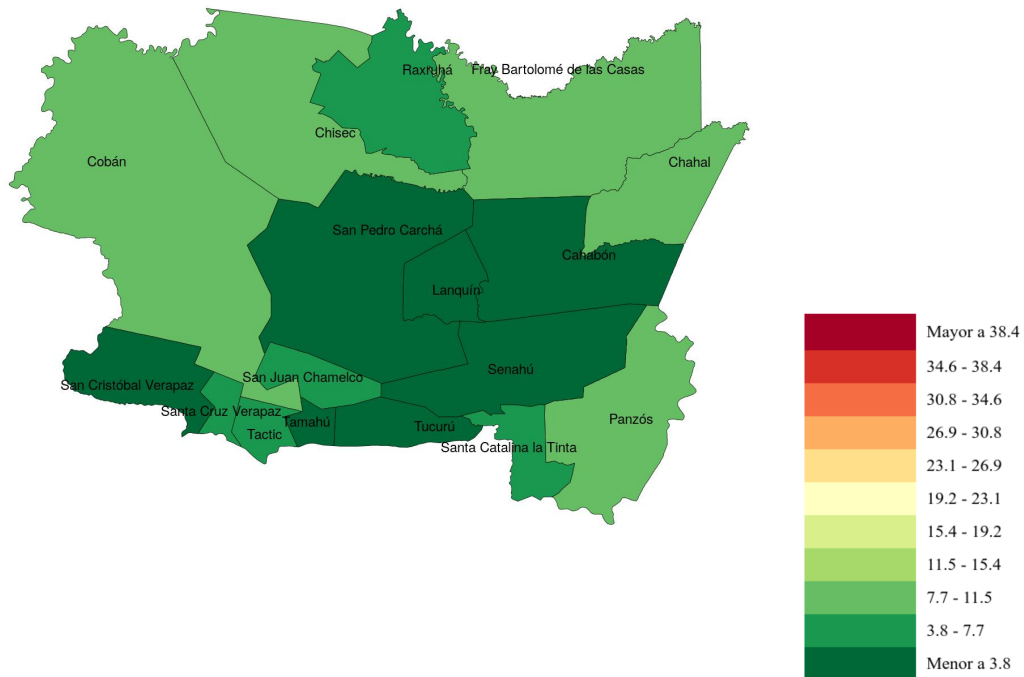 Raxruhá
Fray Bartolomé de las Casas
Chisec
Cobán
Chahal
San Pedro Carchá
Cahabón
Lanquín
Senahú
San Juan Chamelco
San Cristóbal Verapaz
Santa Cruz Verapaz
Tamahú
Panzós
Tucurú
Tactic
Santa Catalina la Tinta
Mayor a 38.4
34.6 - 38.4
30.8 - 34.6
26.9 - 30.8
23.1 - 26.9
19.2 - 23.1
15.4 - 19.2
11.5 - 15.4
7.7 - 11.5
3.8 - 7.7
Menor a 3.8